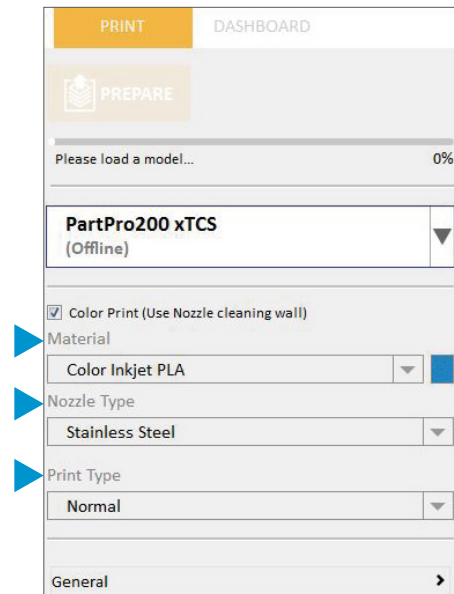 PRINT DASHBOARD
PREPARE
Please load a model... 0%
PartPro200 xTCS
(Offline)
Color Print (Use Nozzle cleaning wall)
Material
Color Inkjet PLA
Nozzle Type
Stainless Steel
Print Type
Normal
General